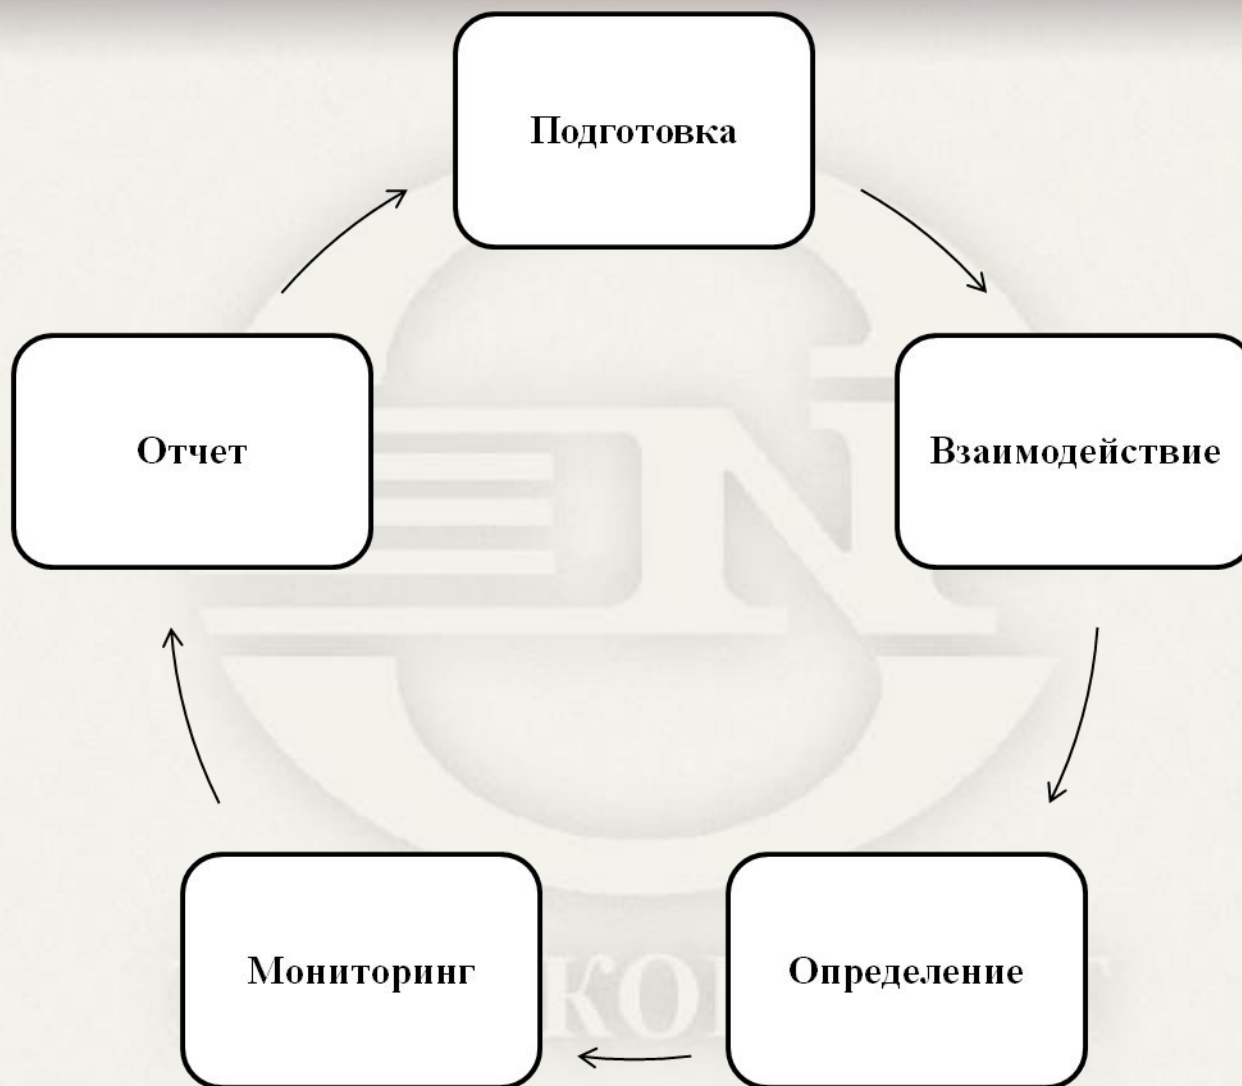 Подготовка
Взаимодействие
Определение
Мониторинг
Отчет